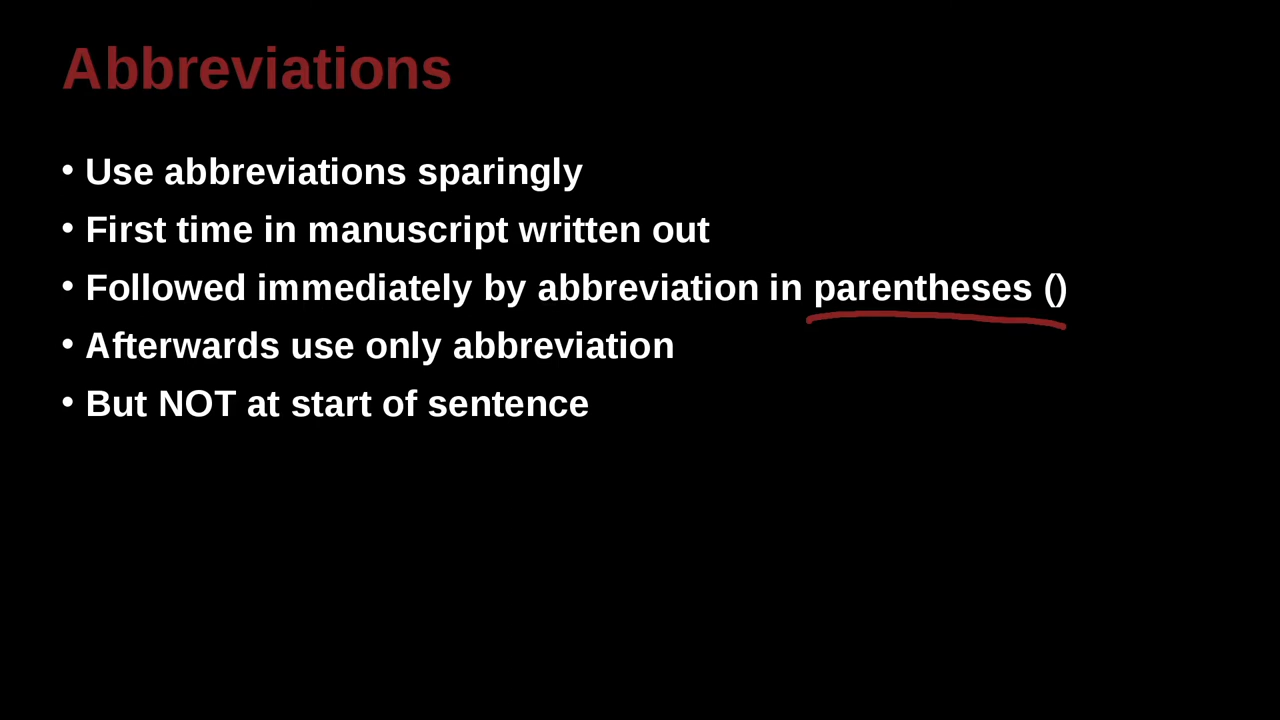 Abbreviations
• Use abbreviations sparingly
• First time in manuscript written out
• Followed immediately by abbreviation in parentheses ()
• Afterwards use only abbreviation
• But NOT at start of sentence